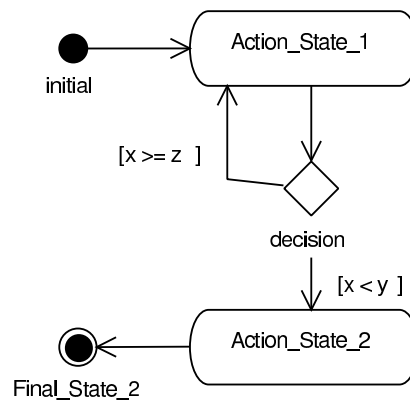 Action_State_1
initial
[x >= z ]
decision
[x < y ]
Action_State_2
Final_State_2